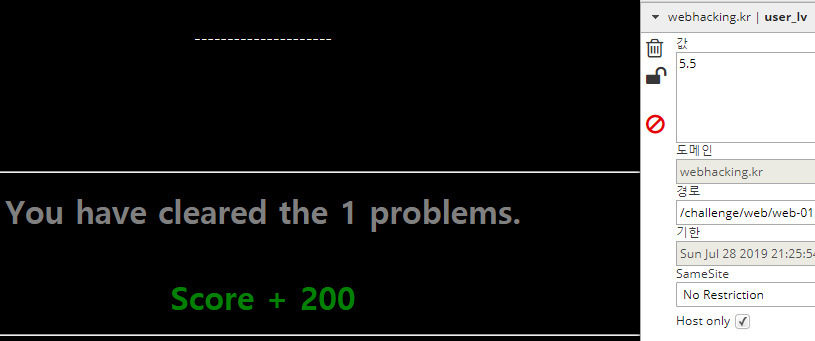 ---------------------
You have cleared the 1 problems.
Score + 200
webhacking.kr | user_lv
값
5.5
도메인
webhacking.kr
경로
/challenge/web/web-01
기한
Sun Jul 28 2019 21:25:54
SameSite
No Restriction
Host only